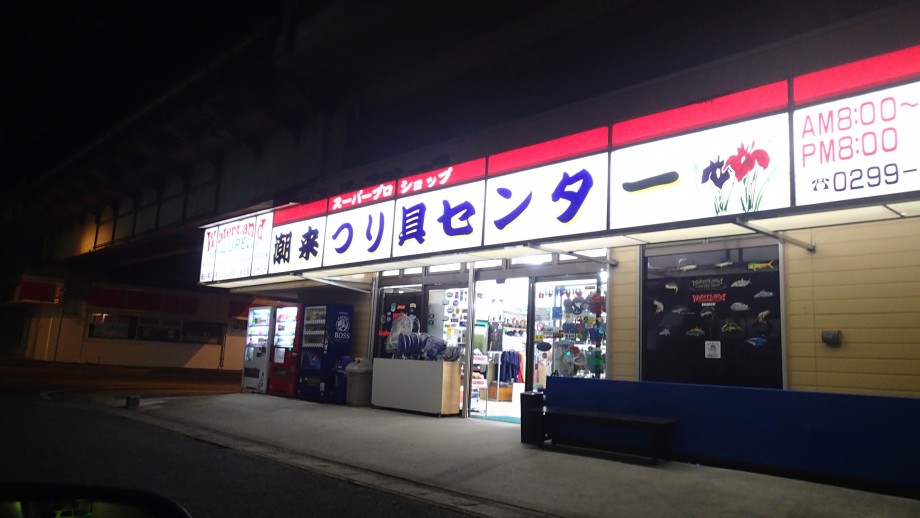 WATERLAND
LURE
スーパープロ ショップ
潮来つり具センター
AM8:00～
PM8:00
☎0299-
WATERLAND
BOSS